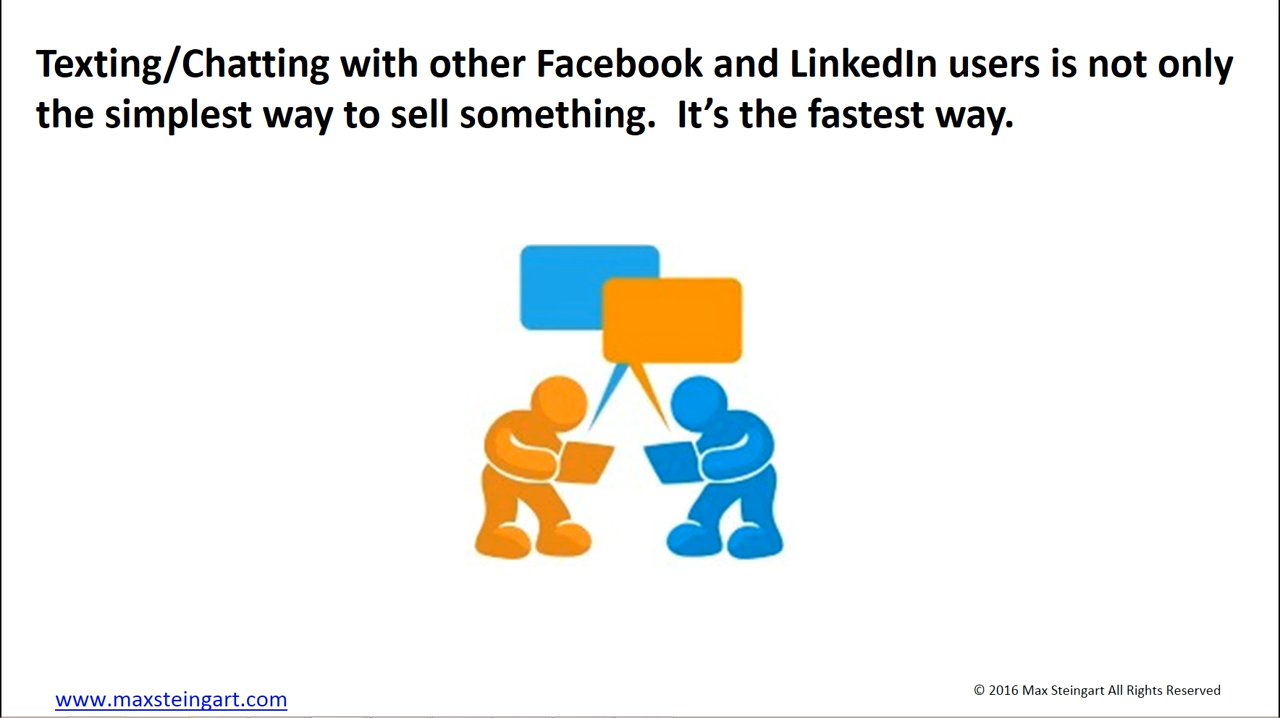 Texting/Chatting with other Facebook and LinkedIn users is not only
the simplest way to sell something.  It’s the fastest way.
www.maxsteingart.com
© 2016 Max Steingart All Rights Reserved